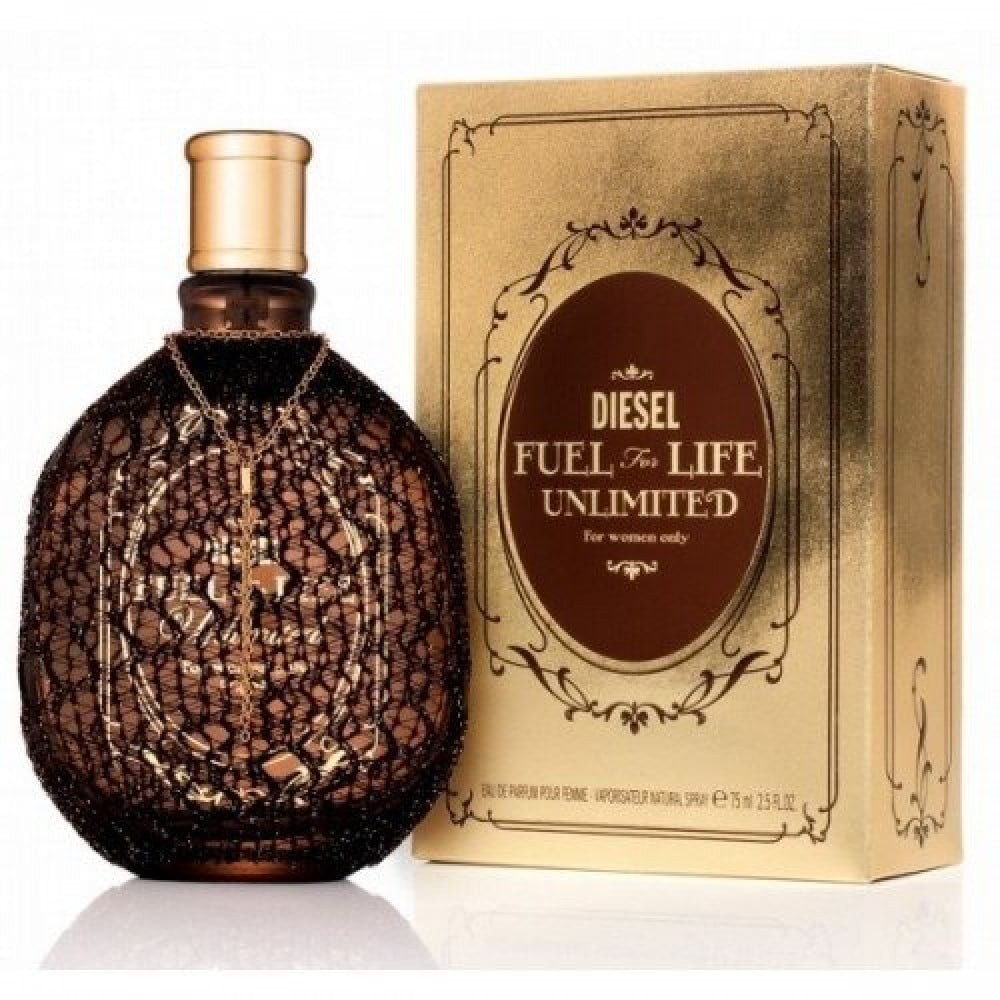 DIESEL
FUEL For LIFE
UNLIMITED
For women only
EAU DE PARFUM POUR FEMME - VAPORISATEUR NATURAL SPRAY ℮ 75 ml 2.5 FL.OZ.
Unlimited